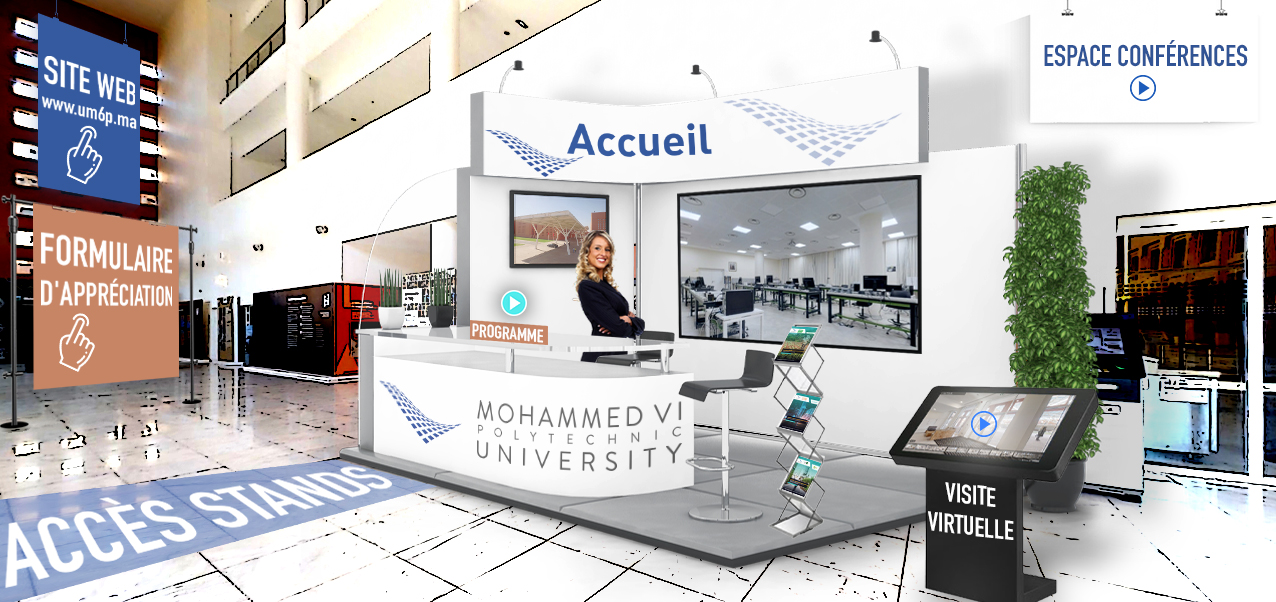 SITE WEB
www.um6p.ma
FORMULAIRE
D'APPRÉCIATION
Accueil
ESPACE CONFÉRENCES
PROGRAMME
MOHAMMED VI
POLYTECHNIC
UNIVERSITY
ACCÈS STANDS
VISITE
VIRTUELLE